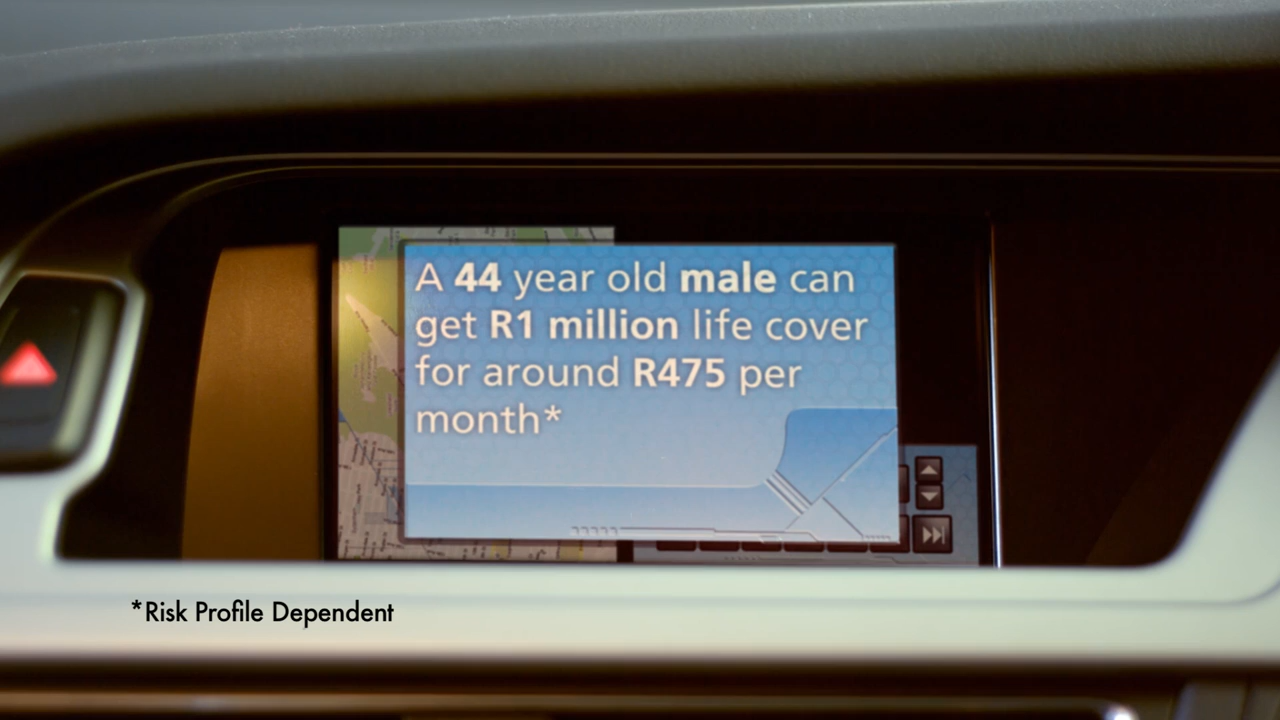 A 44 year old male can
get R1 million life cover
for around R475 per
month*
*Risk Profile Dependent